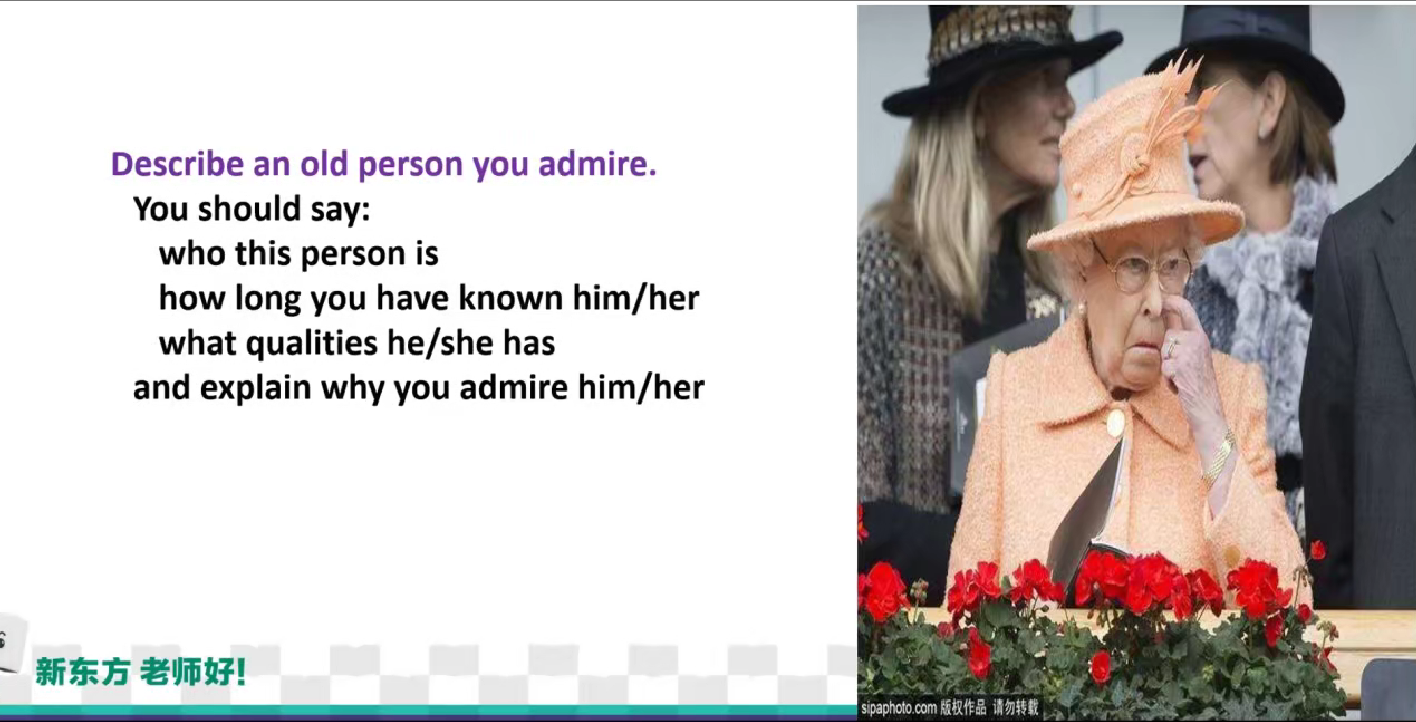 Describe an old person you admire.
You should say:
who this person is
how long you have known him/her
what qualities he/she has
and explain why you admire him/her
新东方 老师好!
sipaphoto.com 版权作品 请勿转载